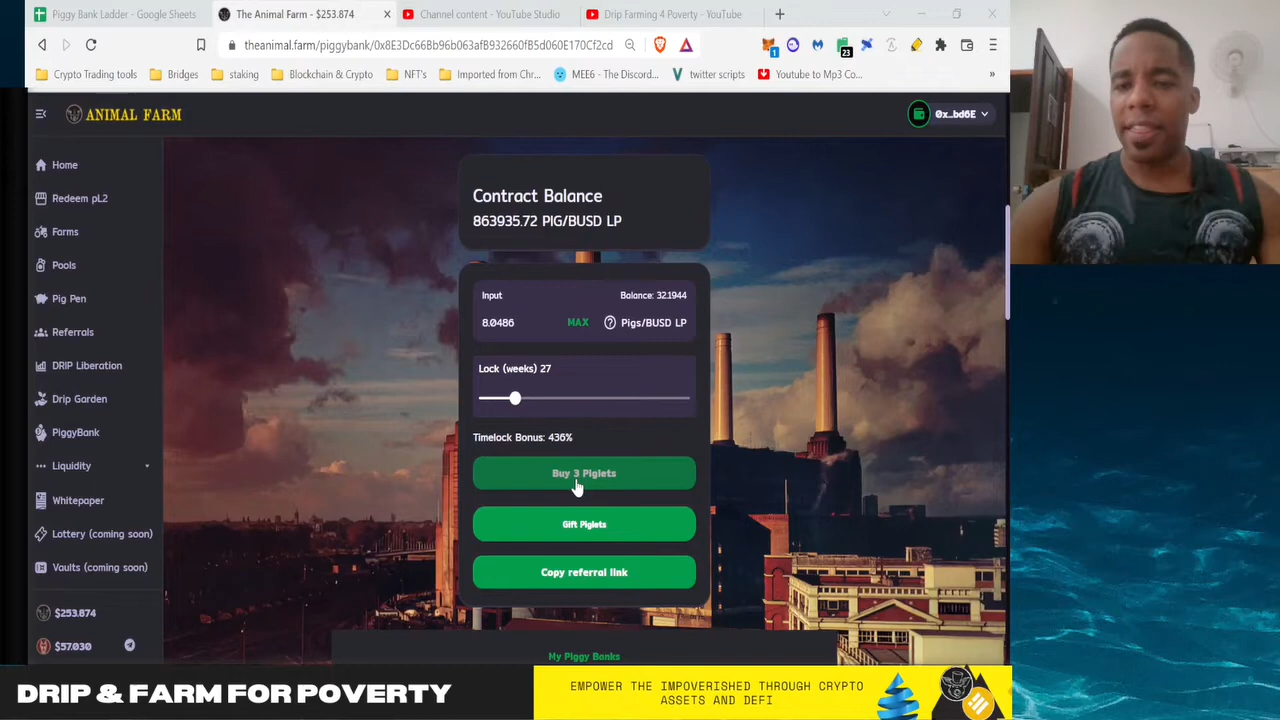 Piggy Bank Ladder - Google Sheets
The Animal Farm - $253.874
Channel content - YouTube Studio
Drip Farming 4 Poverty - YouTube
theanimal.farm/piggybank/0x8E3Dc66Bb96b063afB932660fB5d060E170Cf2cd
1
23
Crypto Trading tools
Bridges
staking
Blockchain & Crypto
NFT's
Imported from Chr...
MEE6 - The Discord...
twitter scripts
Youtube to Mp3 Co...
»
ANIMAL FARM
0x...bd6E
Home
Redeem pL2
Farms
Pools
Pig Pen
Referrals
DRIP Liberation
Drip Garden
PiggyBank
Liquidity
Whitepaper
Lottery (coming soon)
Vaults (coming soon)
$253.874
$57.030
Contract Balance
863935.72 PIG/BUSD LP
Input
Balance: 32.1944
8.0486
MAX
Pigs/BUSD LP
Lock (weeks) 27
Timelock Bonus: 436%
Buy 3 Piglets
Gift Piglets
Copy referral link
My Piggy Banks
DRIP & FARM FOR POVERTY
EMPOWER THE IMPOVERISHED THROUGH CRYPTO
ASSETS AND DEFI